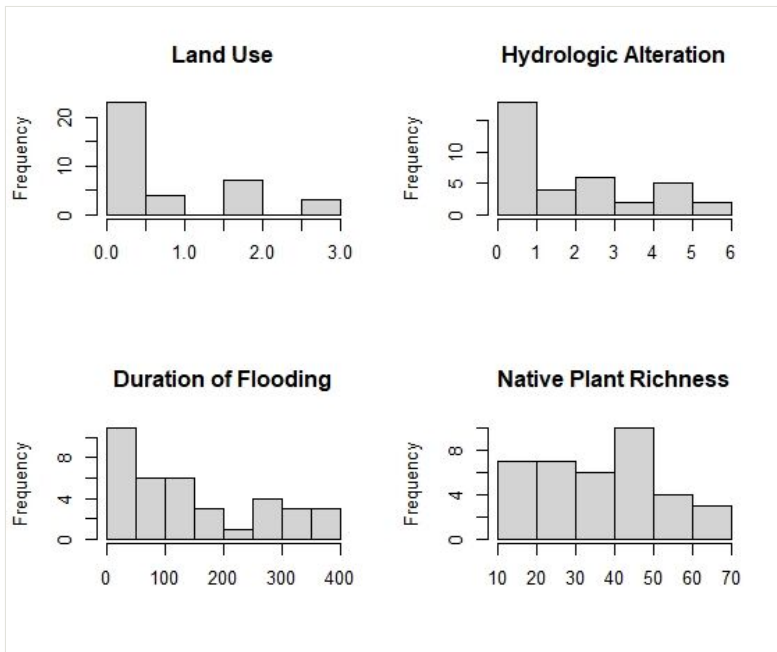 Land Use
Frequency
0 10 20
0.0 1.0 2.0 3.0
Hydrologic Alteration
Frequency
0 5 10
0 1 2 3 4 5 6
Duration of Flooding
Frequency
0 4 8
0 100 200 300 400
Native Plant Richness
Frequency
0 4 8
10 20 30 40 50 60 70